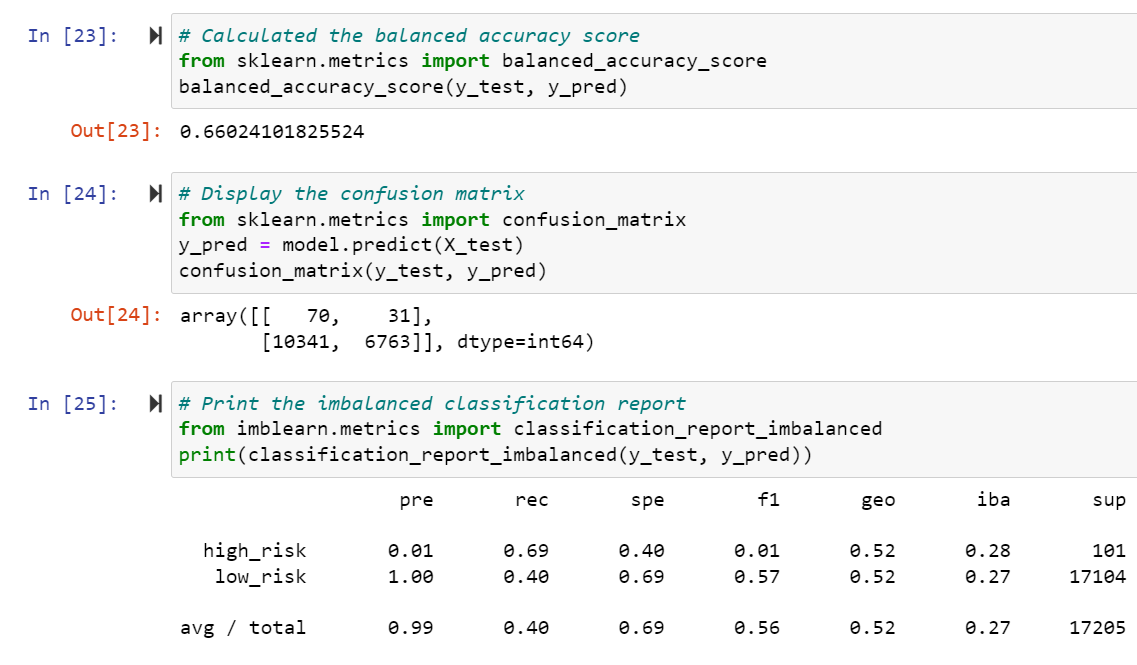 In [23]: # Calculated the balanced accuracy score
from sklearn.metrics import balanced_accuracy_score
balanced_accuracy_score(y_test, y_pred)
Out[23]: 0.66024101825524
In [24]: # Display the confusion matrix
from sklearn.metrics import confusion_matrix
y_pred = model.predict(X_test)
confusion_matrix(y_test, y_pred)
Out[24]: array([[   70,    31],
       [10341,  6763]], dtype=int64)
In [25]: # Print the imbalanced classification report
from imblearn.metrics import classification_report_imbalanced
print(classification_report_imbalanced(y_test, y_pred))
pre rec spe f1 geo iba sup
high_risk 0.01 0.69 0.40 0.01 0.52 0.28 101
low_risk 1.00 0.40 0.69 0.57 0.52 0.27 17104
avg / total 0.99 0.40 0.69 0.56 0.52 0.27 17205